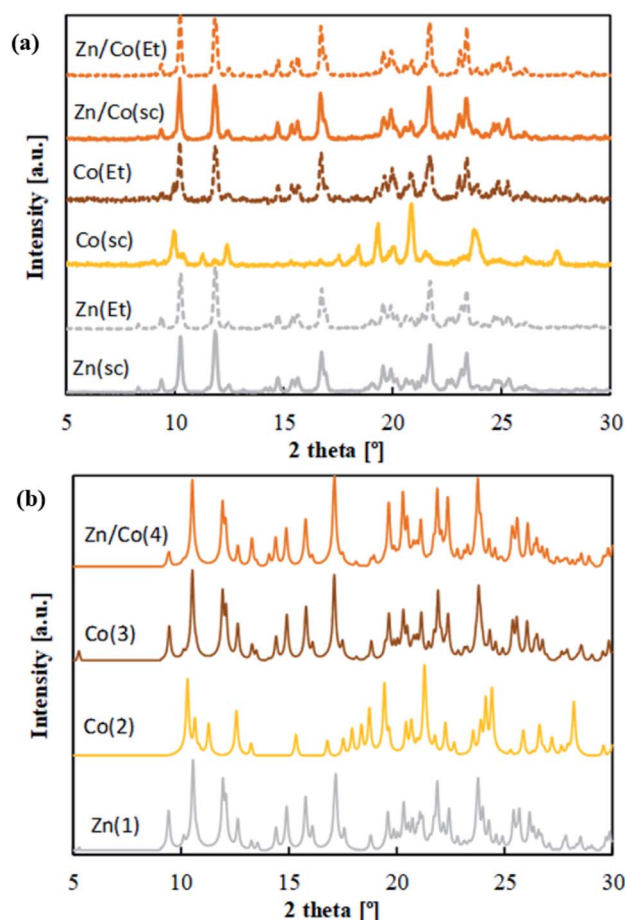 (a)
Zn/Co(Et)
Zn/Co(sc)
Co(Et)
Co(sc)
Zn(Et)
Zn(sc)
Intensity [a.u.]
5 10 15 20 25 30
2 theta [º]
(b)
Zn/Co(4)
Co(3)
Co(2)
Zn(1)
Intensity [a.u.]
5 10 15 20 25 30
2 theta [º]